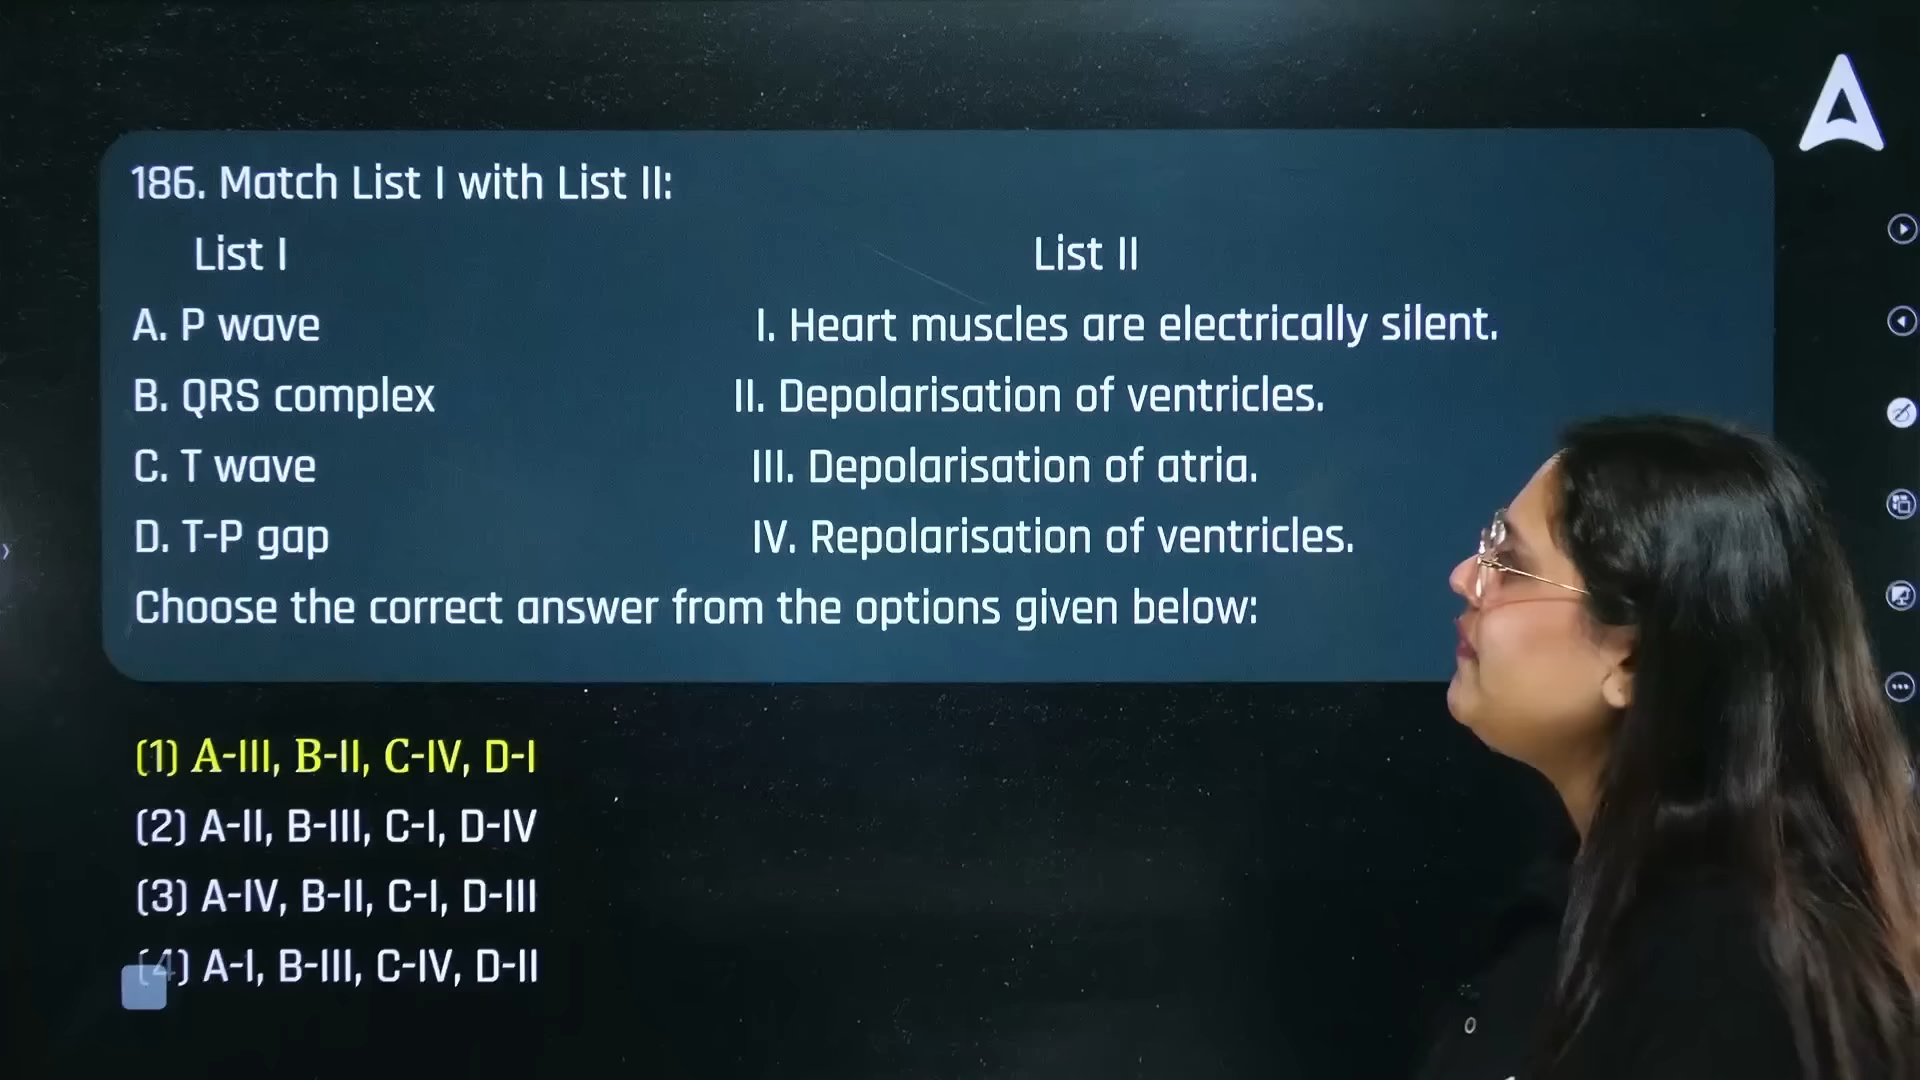 186. Match List I with List II:
List I List II
A. P wave I. Heart muscles are electrically silent.
B. QRS complex II. Depolarisation of ventricles.
C. T wave III. Depolarisation of atria.
D. T-P gap IV. Repolarisation of ventricles.
Choose the correct answer from the options given below:
(1) A-III, B-II, C-IV, D-I
(2) A-II, B-III, C-I, D-IV
(3) A-IV, B-II, C-I, D-III
(4) A-I, B-III, C-IV, D-II